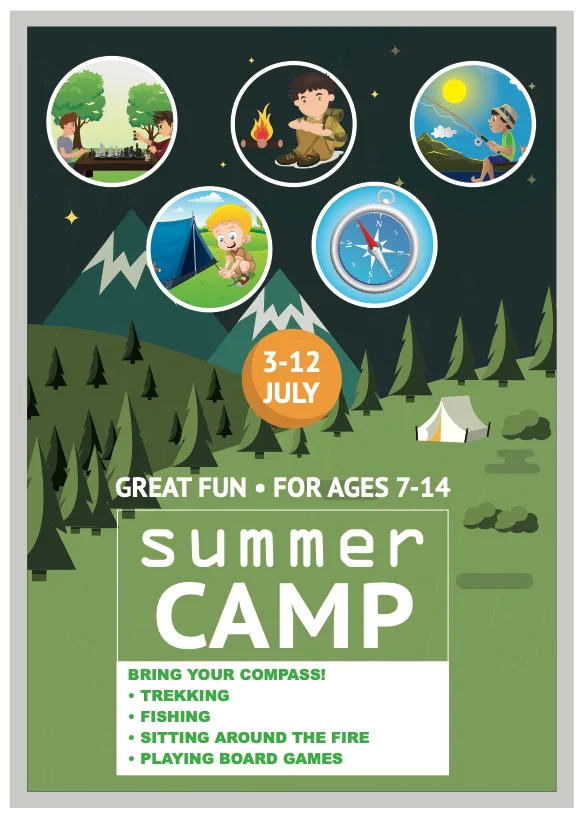 3-12
JULY
GREAT FUN • FOR AGES 7-14
summer
CAMP
BRING YOUR COMPASS!
• TREKKING
• FISHING
• SITTING AROUND THE FIRE
• PLAYING BOARD GAMES